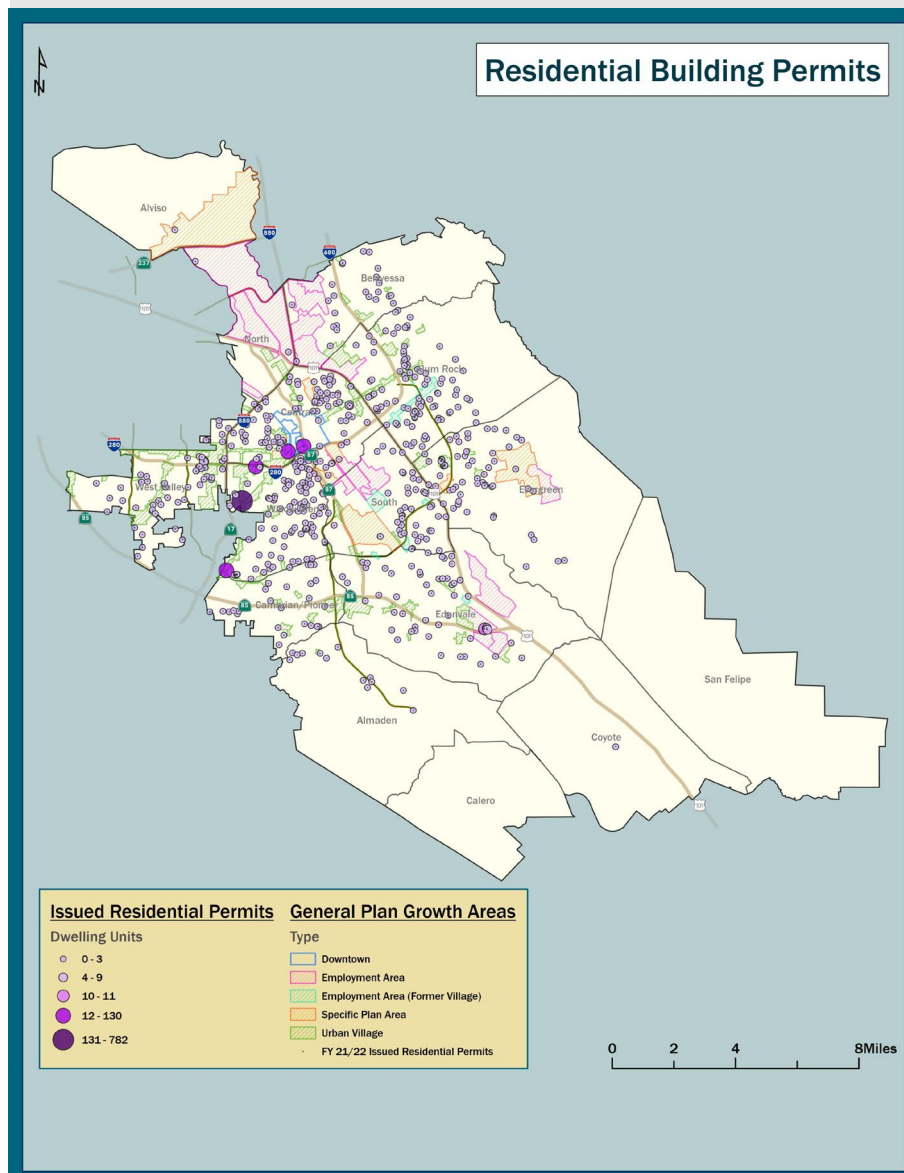 Residential Building Permits
N
Alviso
880
680
237
Berryessa
101
North
101
Alum Rock
Central
880
280
87
280
West Valley
87
South
101
Evergreen
85
17
Willow Glen
85
Cambrian/Pioneer
85
Edenvale
101
San Felipe
Almaden
Coyote
Calero
101
Issued Residential Permits
Dwelling Units
0 - 3
4 - 9
10 - 11
12 - 130
131 - 782
General Plan Growth Areas
Type
Downtown
Employment Area
Employment Area (Former Village)
Specific Plan Area
Urban Village
FY 21/22 Issued Residential Permits
0 2 4 8Miles